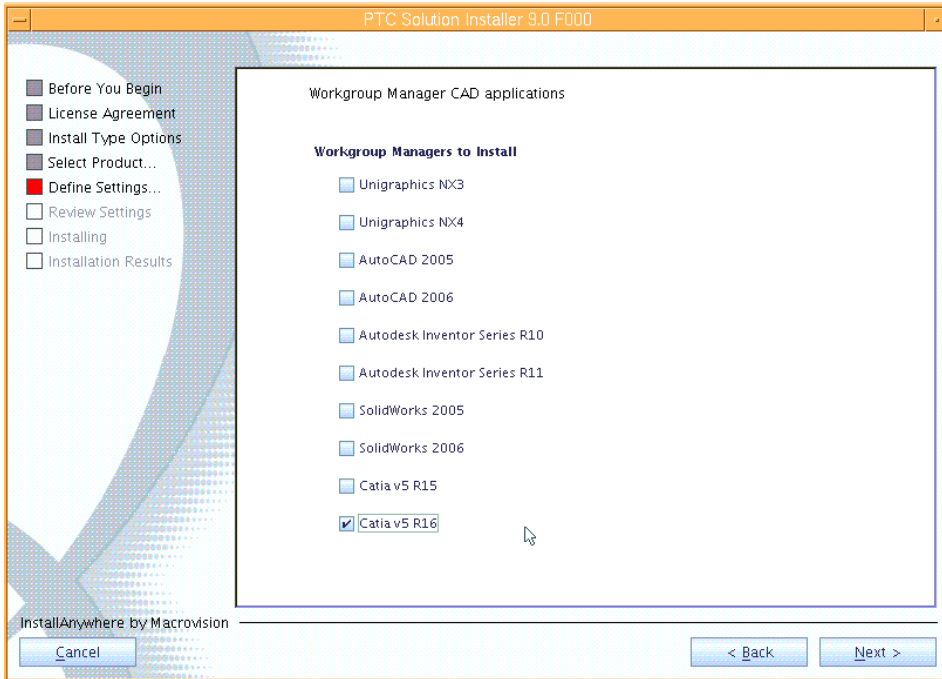 PTC Solution Installer 9.0 F000
Before You Begin
License Agreement
Install Type Options
Select Product...
Define Settings...
Review Settings
Installing
Installation Results
Workgroup Manager CAD applications
Workgroup Managers to Install
Unigraphics NX3
Unigraphics NX4
AutoCAD 2005
AutoCAD 2006
Autodesk Inventor Series R10
Autodesk Inventor Series R11
SolidWorks 2005
SolidWorks 2006
Catia v5 R15
Catia v5 R16
InstallAnywhere by Macrovision
Cancel
< Back
Next >